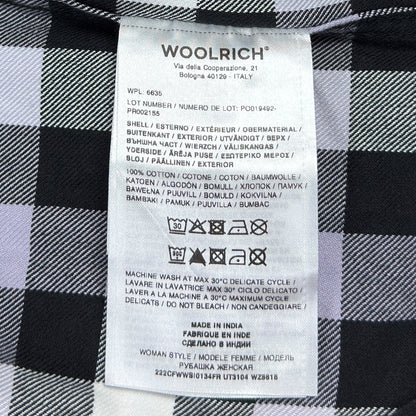 WOOLRICH®
Via della Cooperazione, 21
Bologna 40129 - ITALY
WPL: 6635
LOT NUMBER / NUMERO DE LOT: PO019492-
PR002155
SHELL / ESTERNO / EXTÉRIEUR / OBERMATERIAL /
BUITENKANT / EXTERIOR / UTVÄNDIGT / ВЕРХ /
ВЪНШНА ЧАСТ / WIERZCH / VÄLISKANGAS /
YDERSIDE / ĀRĒJĀ PUSE / ΕΞΩΤΕΡΙΚΟ ΜΕΡΟΣ /
SLOJ / PÄÄLLINEN / EXTERIOR
100% COTTON / COTONE / COTON / BAUMWOLLE /
KATOEN / ALGODÓN / BOMULL / ХЛОПОК / ПАМУК /
BAWEŁNA / PUUVILL / BOMULD / KOKVILNA /
ΒΑΜΒΑΚΙ / PAMUK / PUUVILLA / BUMBAC
30
MACHINE WASH AT MAX 30°C DELICATE CYCLE /
LAVARE IN LAVATRICE MAX 30° CICLO DELICATO /
LAVER A LA MACHINE A 30°C MAXIMUM CYCLE
DELICATS / DO NOT BLEACH / NON CANDEGGIARE /
MADE IN INDIA
FABRIQUE EN INDE
СДЕЛАНО В ИНДИИ
WOMAN STYLE / MODELE FEMME / МОДЕЛЬ
РУБАШКА ЖЕНСКАЯ
222CFWWSI0134FR UT3104 WZ8816